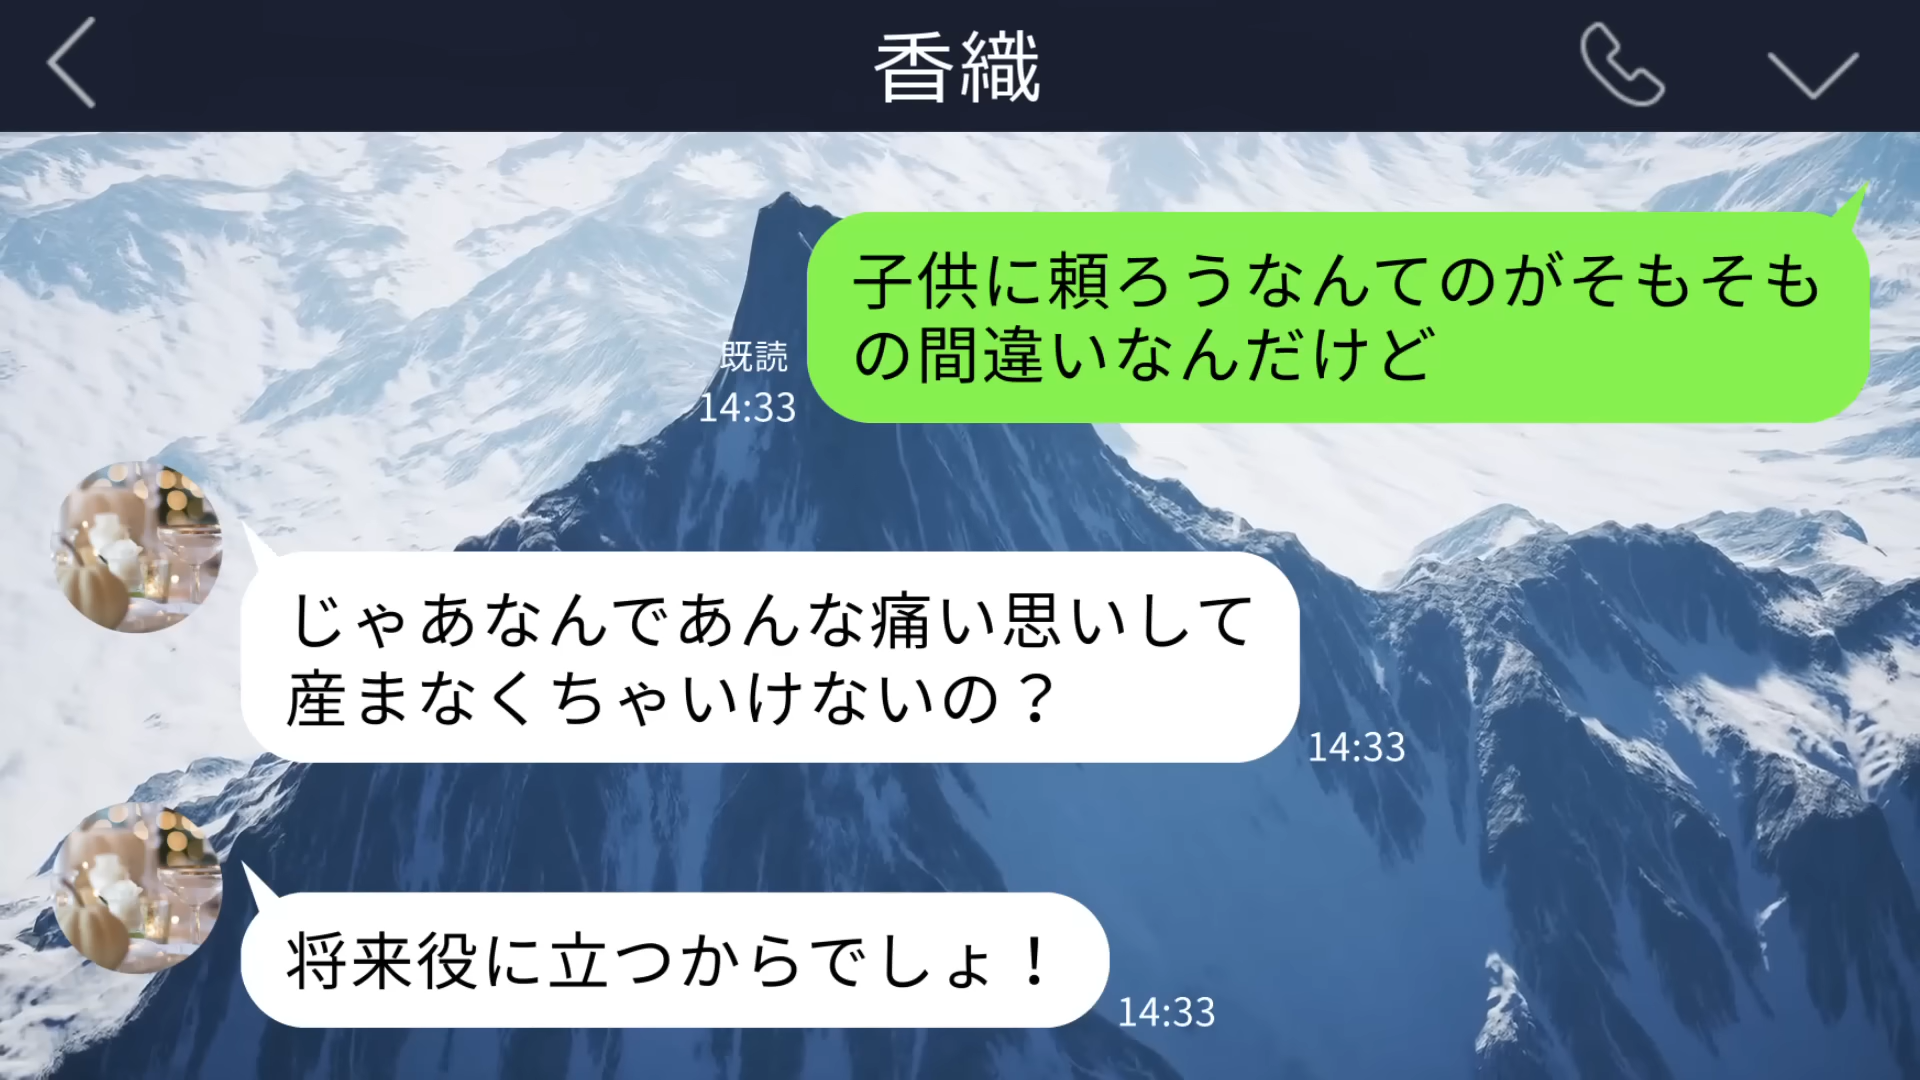 香織
子供に頼ろうなんてのがそもそも
の間違いなんだけど
既読
14:33
じゃあなんであんな痛い思いして
産まなくちゃいけないの？
14:33
将来役に立つからでしょ！
14:33